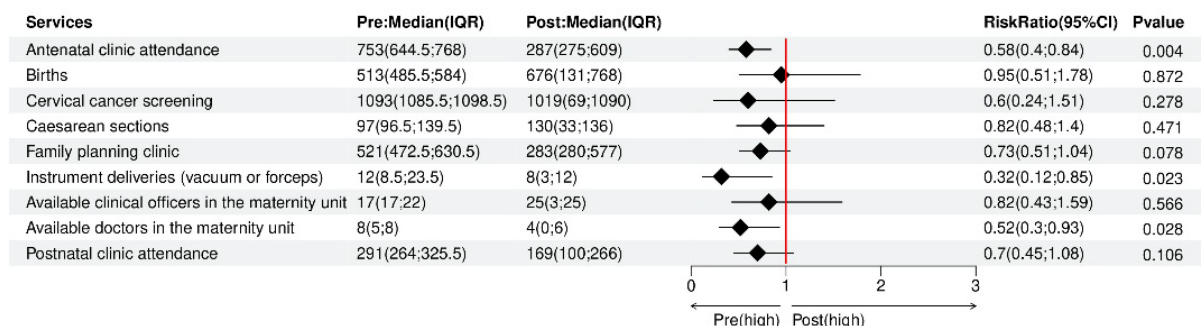 Services Pre:Median(IQR) Post:Median(IQR) RiskRatio(95%CI) Pvalue
Antenatal clinic attendance 753(644.5;768) 287(275;609) 0.58(0.4;0.84) 0.004
Births 513(485.5;584) 676(131;768) 0.95(0.51;1.78) 0.872
Cervical cancer screening 1093(1085.5;1098.5) 1019(69;1090) 0.6(0.24;1.51) 0.278
Caesarean sections 97(96.5;139.5) 130(33;136) 0.82(0.48;1.4) 0.471
Family planning clinic 521(472.5;630.5) 283(280;577) 0.73(0.51;1.04) 0.078
Instrument deliveries (vacuum or forceps) 12(8.5;23.5) 8(3;12) 0.32(0.12;0.85) 0.023
Available clinical officers in the maternity unit 17(17;22) 25(3;25) 0.82(0.43;1.59) 0.566
Available doctors in the maternity unit 8(5;8) 4(0;6) 0.52(0.3;0.93) 0.028
Postnatal clinic attendance 291(264;325.5) 169(100;266) 0.7(0.45;1.08) 0.106
0 1 2 3
Pre(high) Post(high)